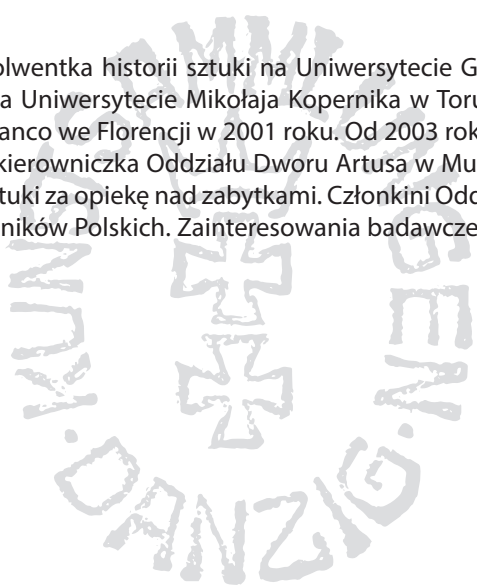 olwentka historii sztuki na Uniwersytecie G
a Uniwersytecie Mikołaja Kopernika w Toru
anco we Florencji w 2001 roku. Od 2003 rok
kierowniczka Oddziału Dworu Artusa w Mu
tuki za opiekę nad zabytkami. Członkini Odd
ników Polskich. Zainteresowania badawcze
DANZIG